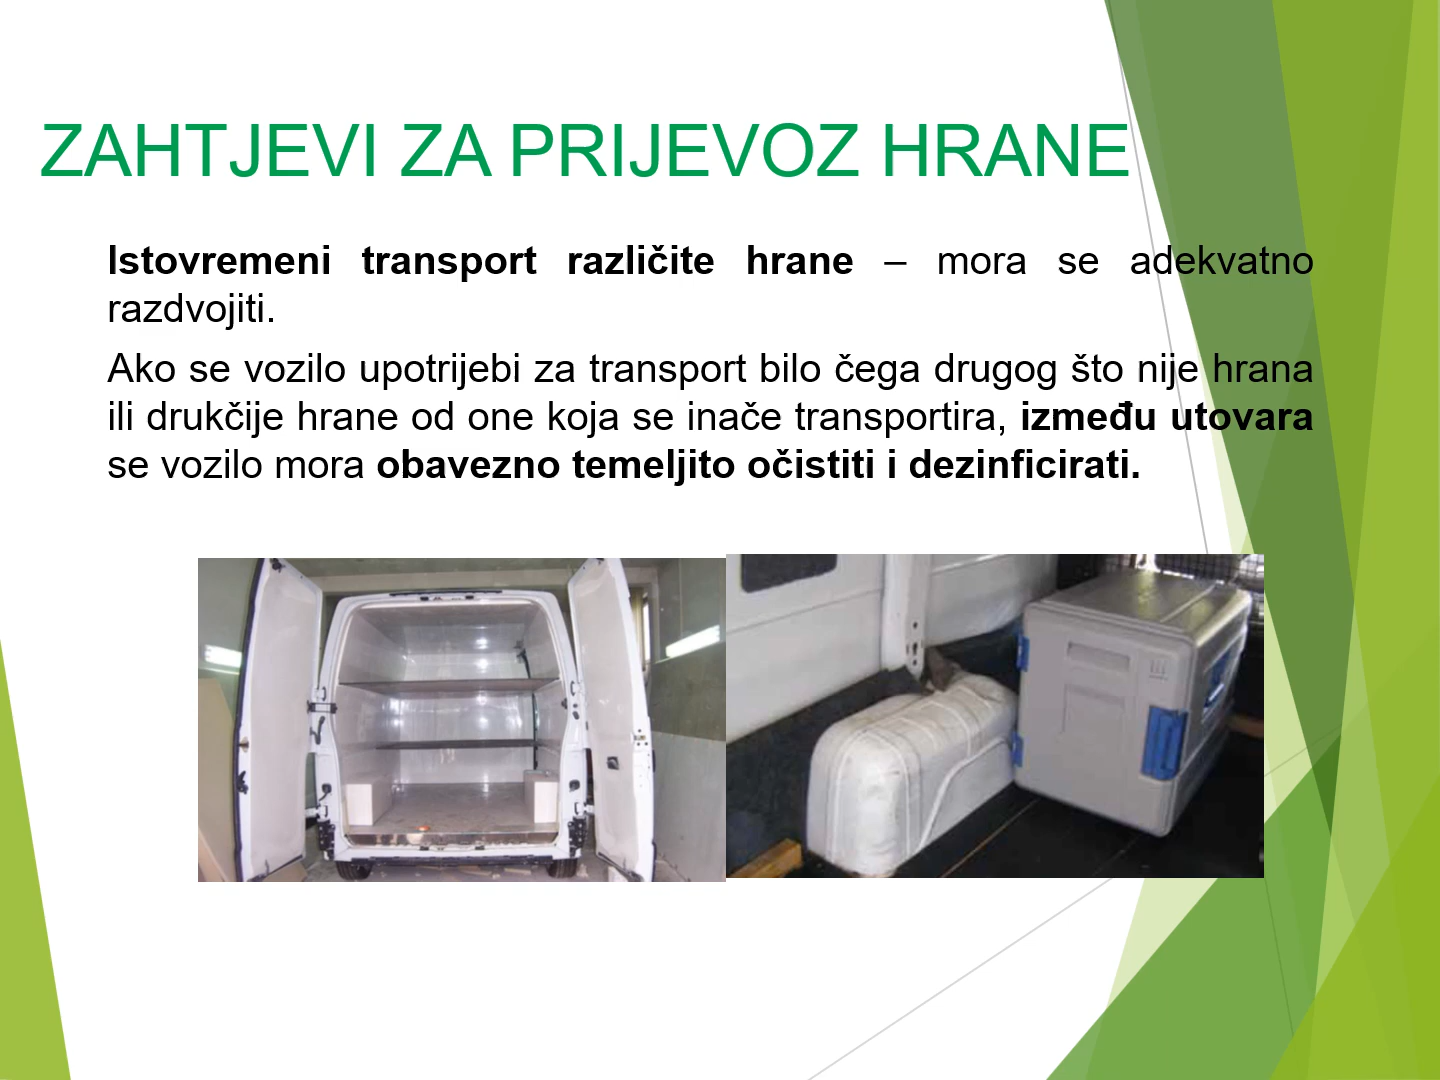 ZAHTJEVI ZA PRIJEVOZ HRANE
Istovremeni transport različite hrane – mora se adekvatno
razdvojiti.
Ako se vozilo upotrijebi za transport bilo čega drugog što nije hrana
ili drukčije hrane od one koja se inače transportira, između utovara
se vozilo mora obavezno temeljito očistiti i dezinficirati.